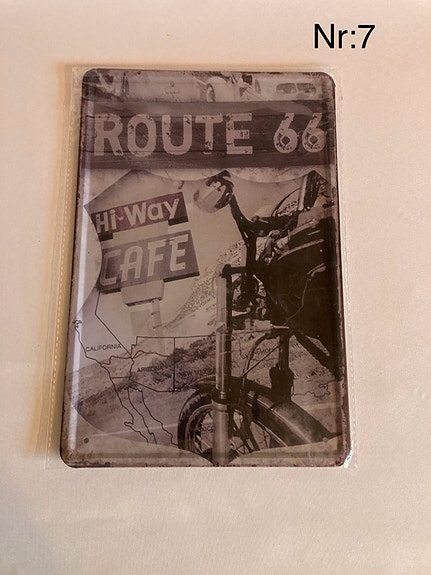 Nr:7
ROUTE 66
Hi-Way
CAFE
CALIFORNIA